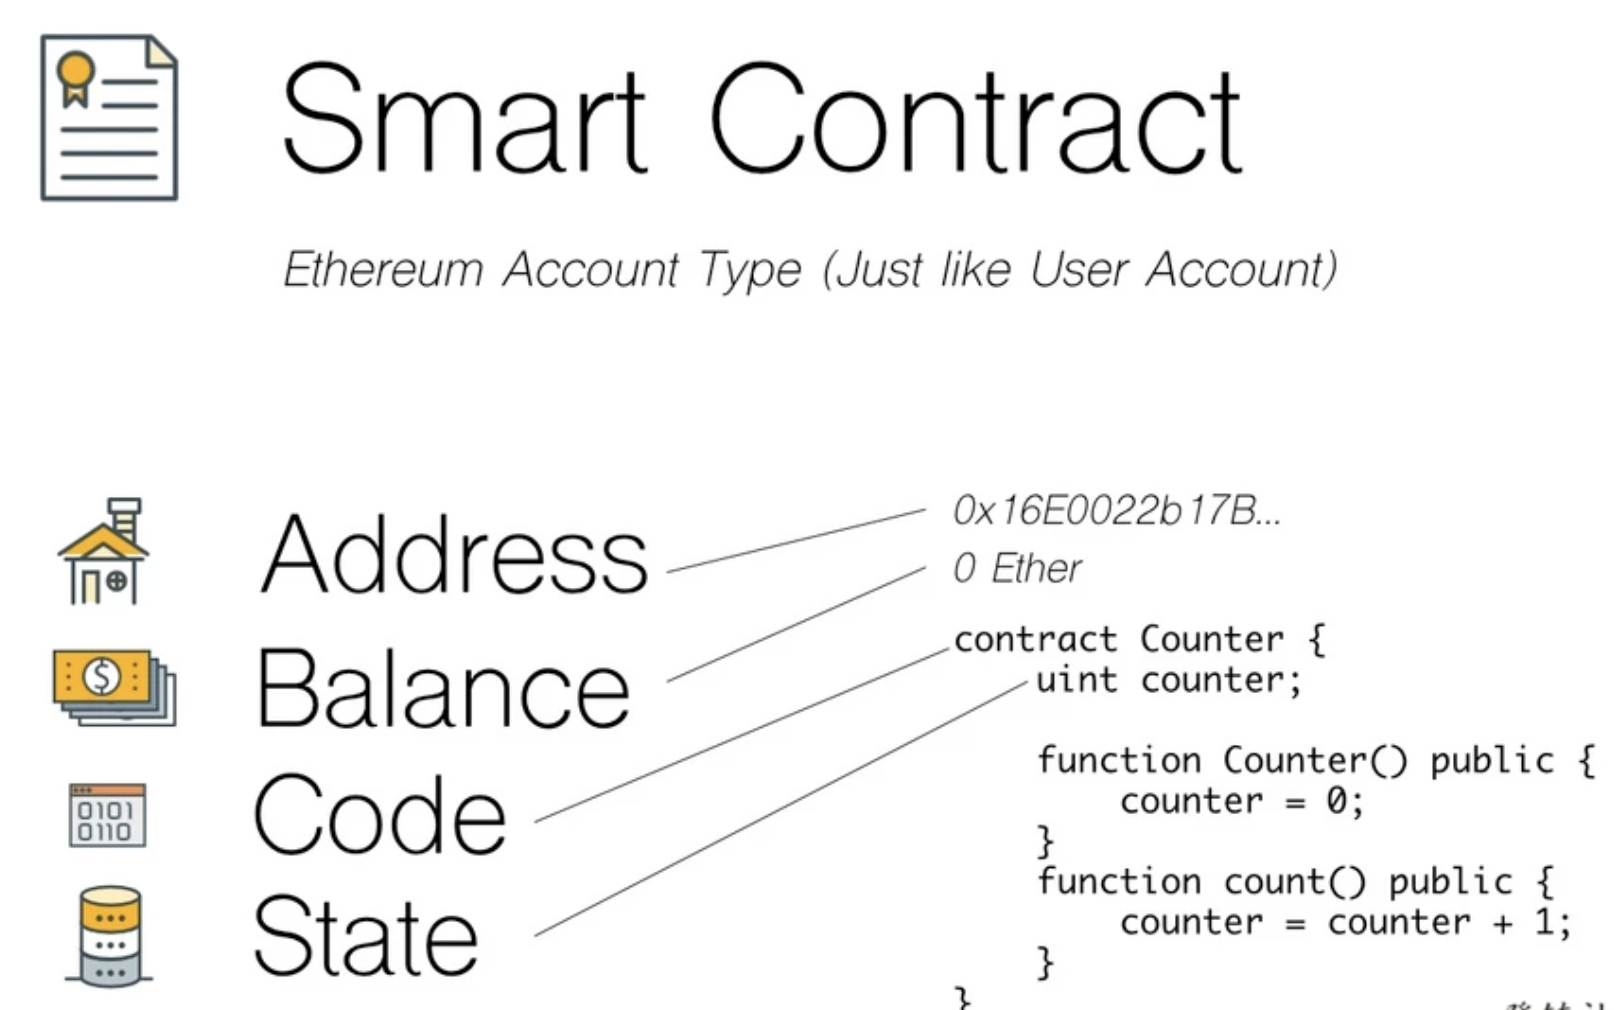 Smart Contract
Ethereum Account Type (Just like User Account)
Address
Balance
Code
State
0x16E0022b17B...
0 Ether
contract Counter {
uint counter;
function Counter() public {
counter = 0;
}
function count() public {
counter = counter + 1;
}
}
$
0101
0110